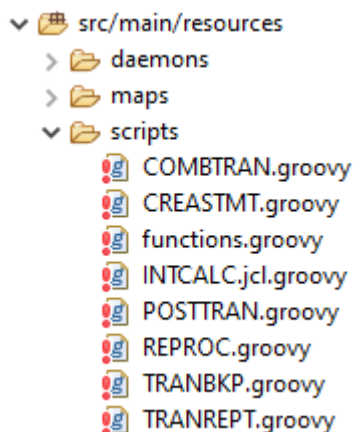 src/main/resources
daemons
maps
scripts
COMBTRAN.groovy
CREASTMT.groovy
functions.groovy
INTCALC.jcl.groovy
POSTTRAN.groovy
REPROC.groovy
TRANBKP.groovy
TRANREPT.groovy